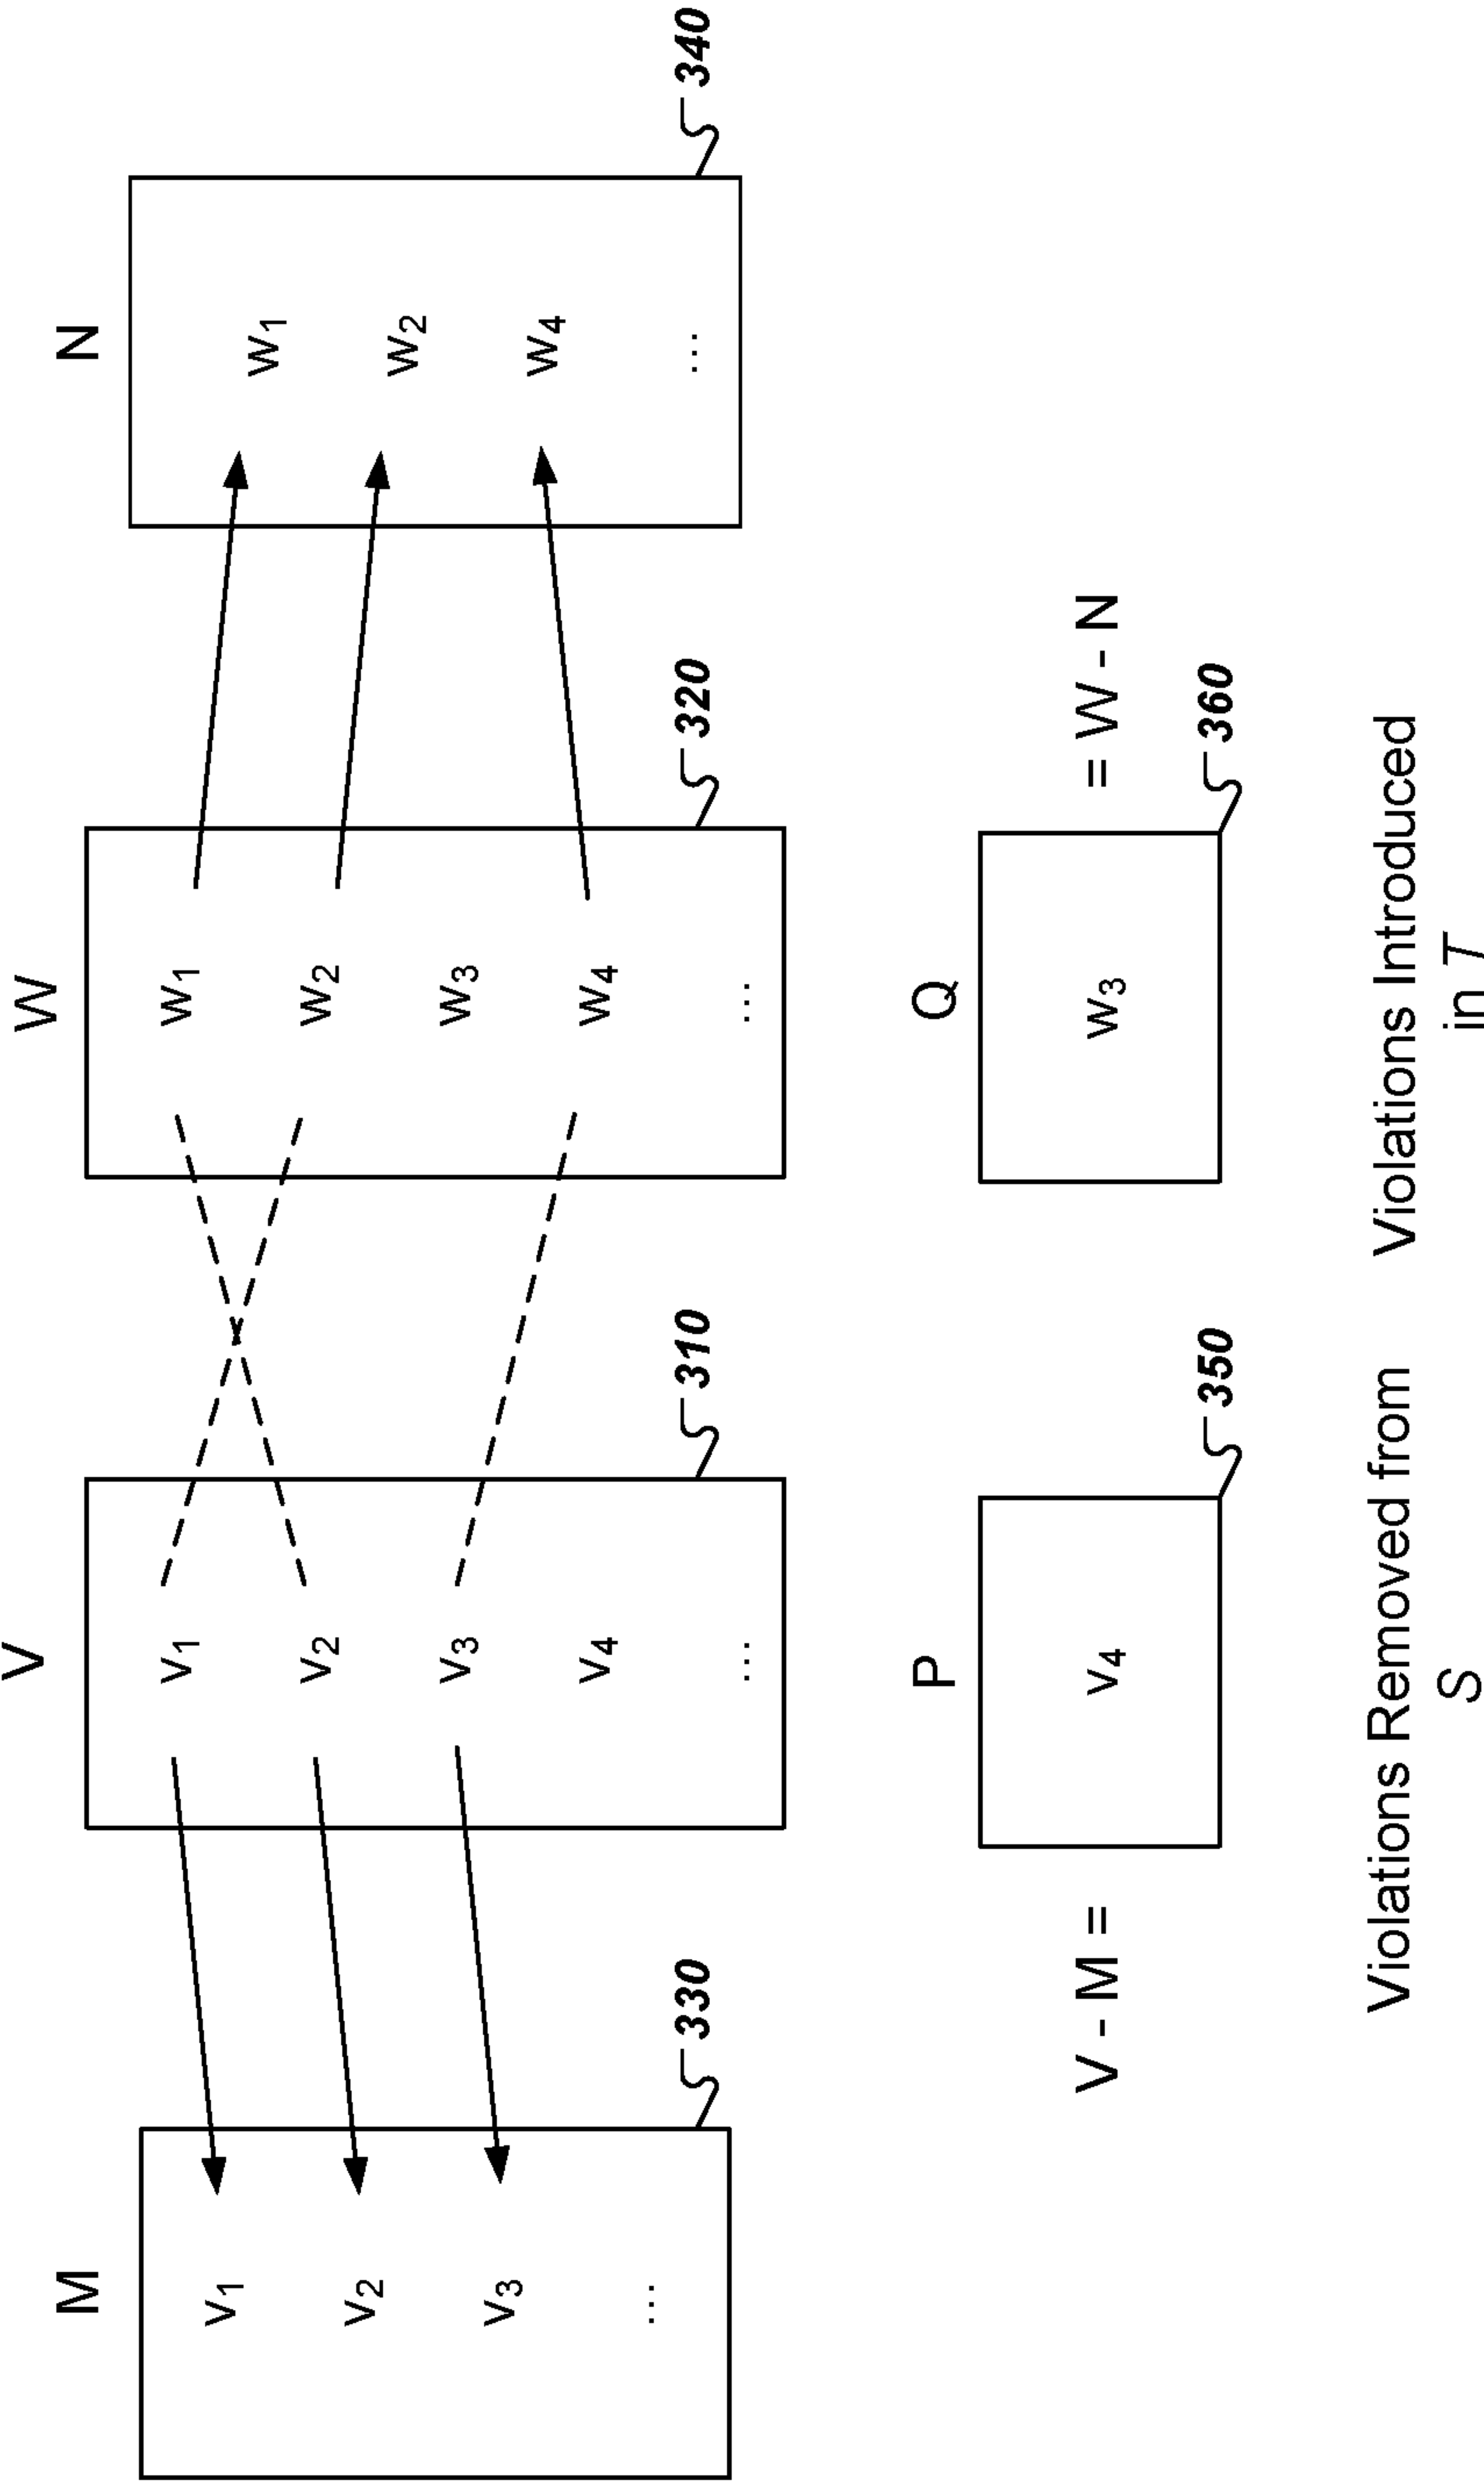 M V W N
v1 v1 w1 w1
v2 v2 w2 w2
v3 v3 w3 w4
... v4 w4 ...
... ...
330 310 320 340
P Q
V - M = v4 w3 = W - N
350 360
Violations Removed from Violations Introduced
S in T